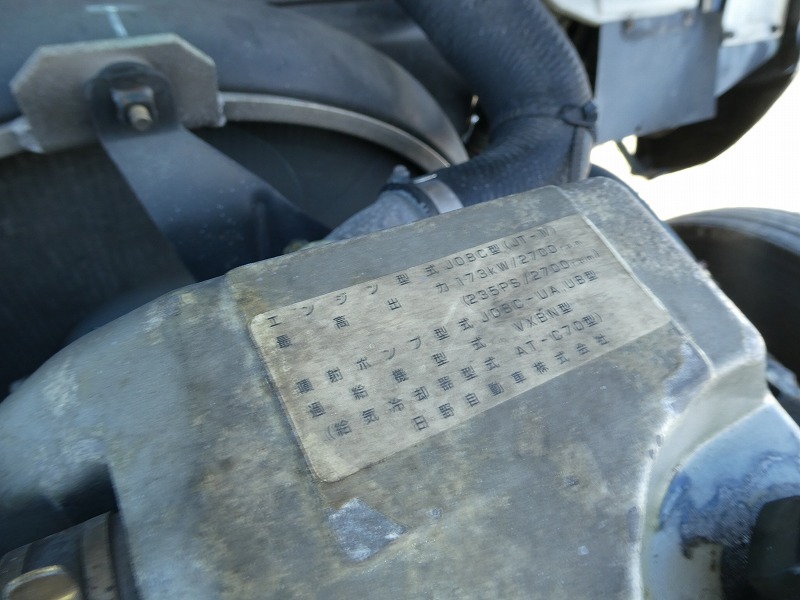 エンジン型式 J08C型(JT-Ⅳ)
最高出力 173kW/2700
(235PS/2700
噴射ポンプ型式 J08C-UA,UB型
過給機型式 VXBN型
(給気冷却器型式 AT-C70型)
日野自動車株式会社